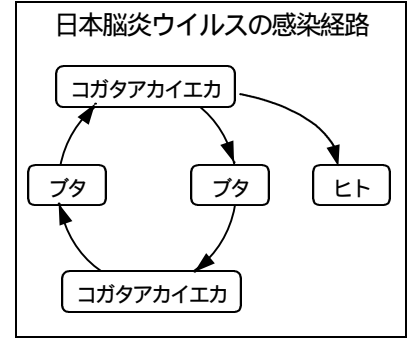 日本脳炎ウイルスの感染経路
コガタアカイエカ
ブタ
ブタ
ヒト
コガタアカイエカ